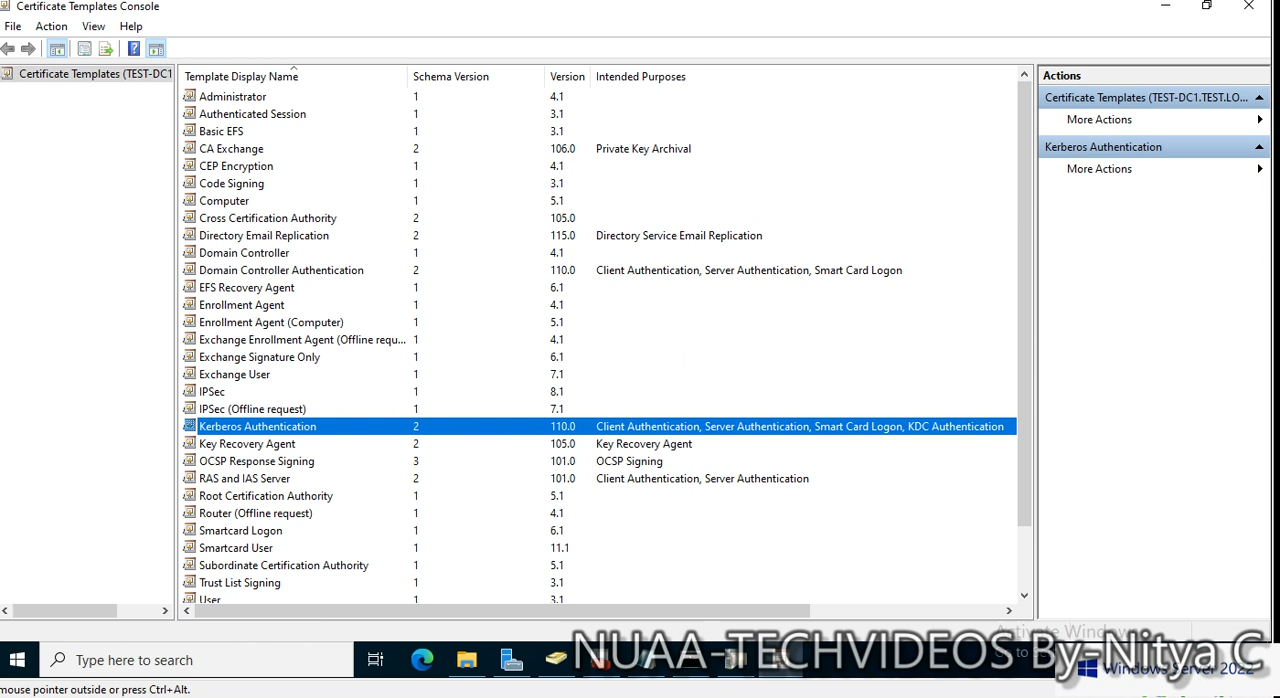 Certificate Templates Console
File Action View Help
Certificate Templates (TEST-DC1
Template Display Name Schema Version Version Intended Purposes
Administrator 1 4.1
Authenticated Session 1 3.1
Basic EFS 1 3.1
CA Exchange 2 106.0 Private Key Archival
CEP Encryption 1 4.1
Code Signing 1 3.1
Computer 1 5.1
Cross Certification Authority 2 105.0
Directory Email Replication 2 115.0 Directory Service Email Replication
Domain Controller 1 4.1
Domain Controller Authentication 2 110.0 Client Authentication, Server Authentication, Smart Card Logon
EFS Recovery Agent 1 6.1
Enrollment Agent 1 4.1
Enrollment Agent (Computer) 1 5.1
Exchange Enrollment Agent (Offline requ... 1 4.1
Exchange Signature Only 1 6.1
Exchange User 1 7.1
IPSec 1 8.1
IPSec (Offline request) 1 7.1
Kerberos Authentication 2 110.0 Client Authentication, Server Authentication, Smart Card Logon, KDC Authentication
Key Recovery Agent 2 105.0 Key Recovery Agent
OCSP Response Signing 3 101.0 OCSP Signing
RAS and IAS Server 2 101.0 Client Authentication, Server Authentication
Root Certification Authority 1 5.1
Router (Offline request) 1 4.1
Smartcard Logon 1 6.1
Smartcard User 1 11.1
Subordinate Certification Authority 1 5.1
Trust List Signing 1 3.1
User 1 3.1
Actions
Certificate Templates (TEST-DC1.TEST.LO...
More Actions
Kerberos Authentication
More Actions
Activate Windows
Go to Se
Type here to search
NUAA-TECHVIDEOS By-Nitya C
Windows Server 2022
mouse pointer outside or press Ctrl+Alt.